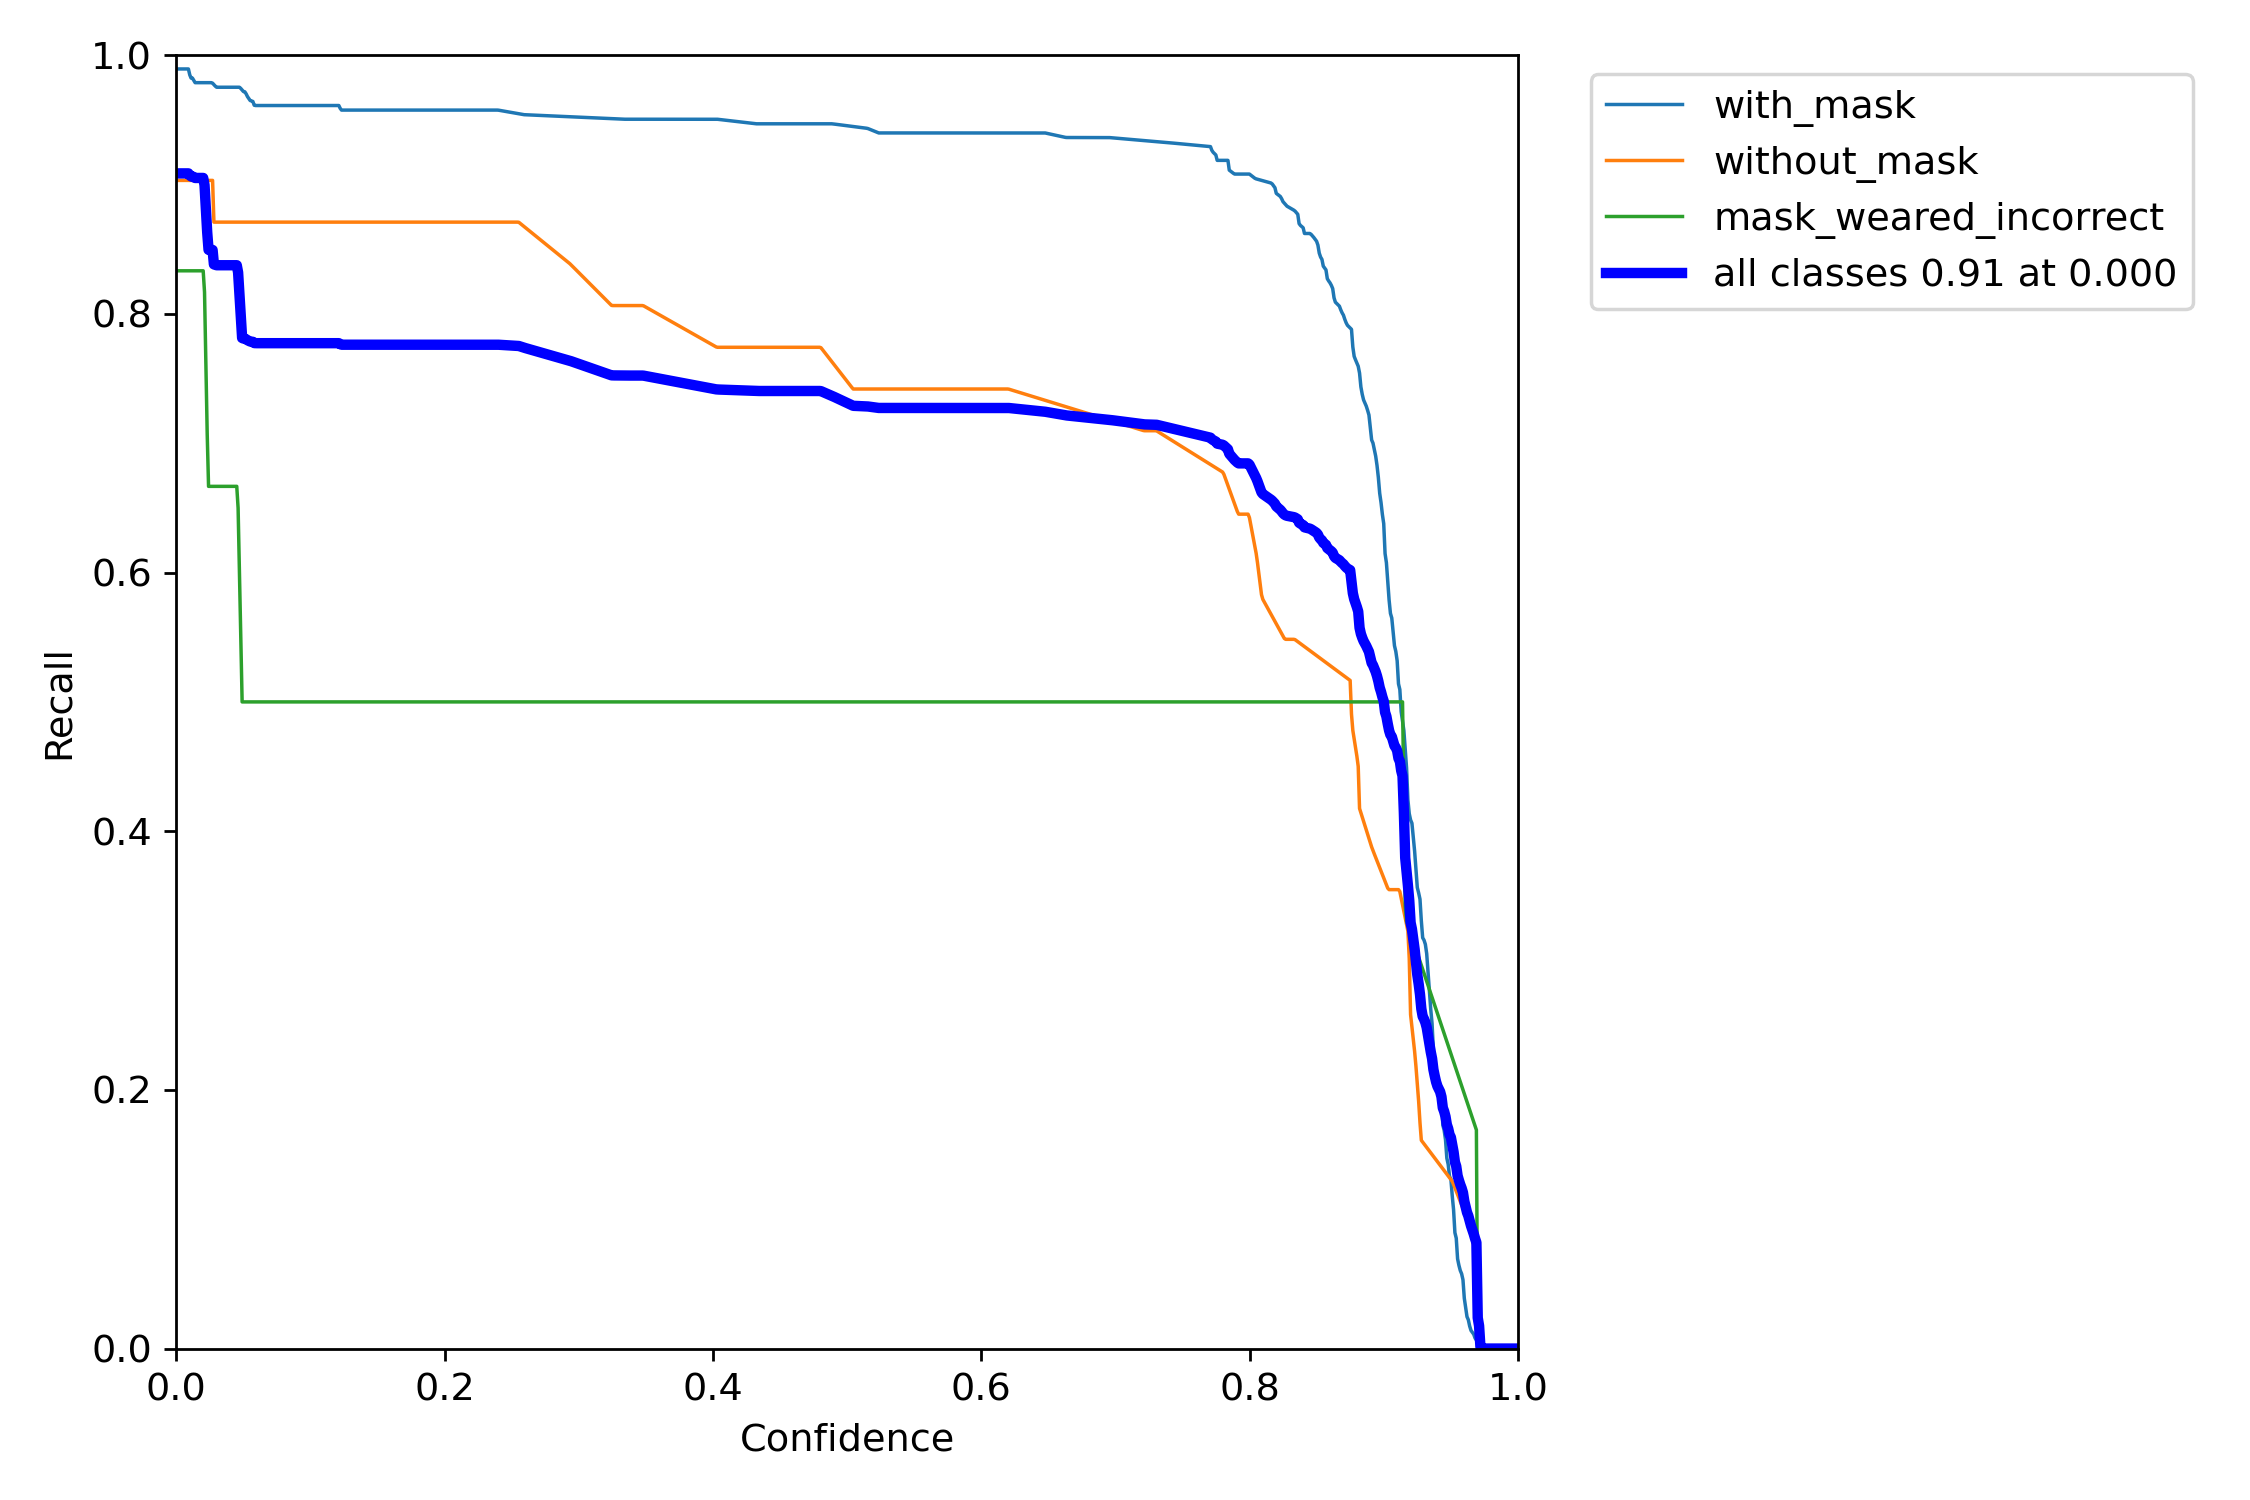 1.0
0.8
0.6
0.4
0.2
0.0
Recall
0.0 0.2 0.4 0.6 0.8 1.0
Confidence
with_mask
without_mask
mask_weared_incorrect
all classes 0.91 at 0.000